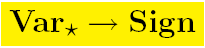 Var⋆ → Sign